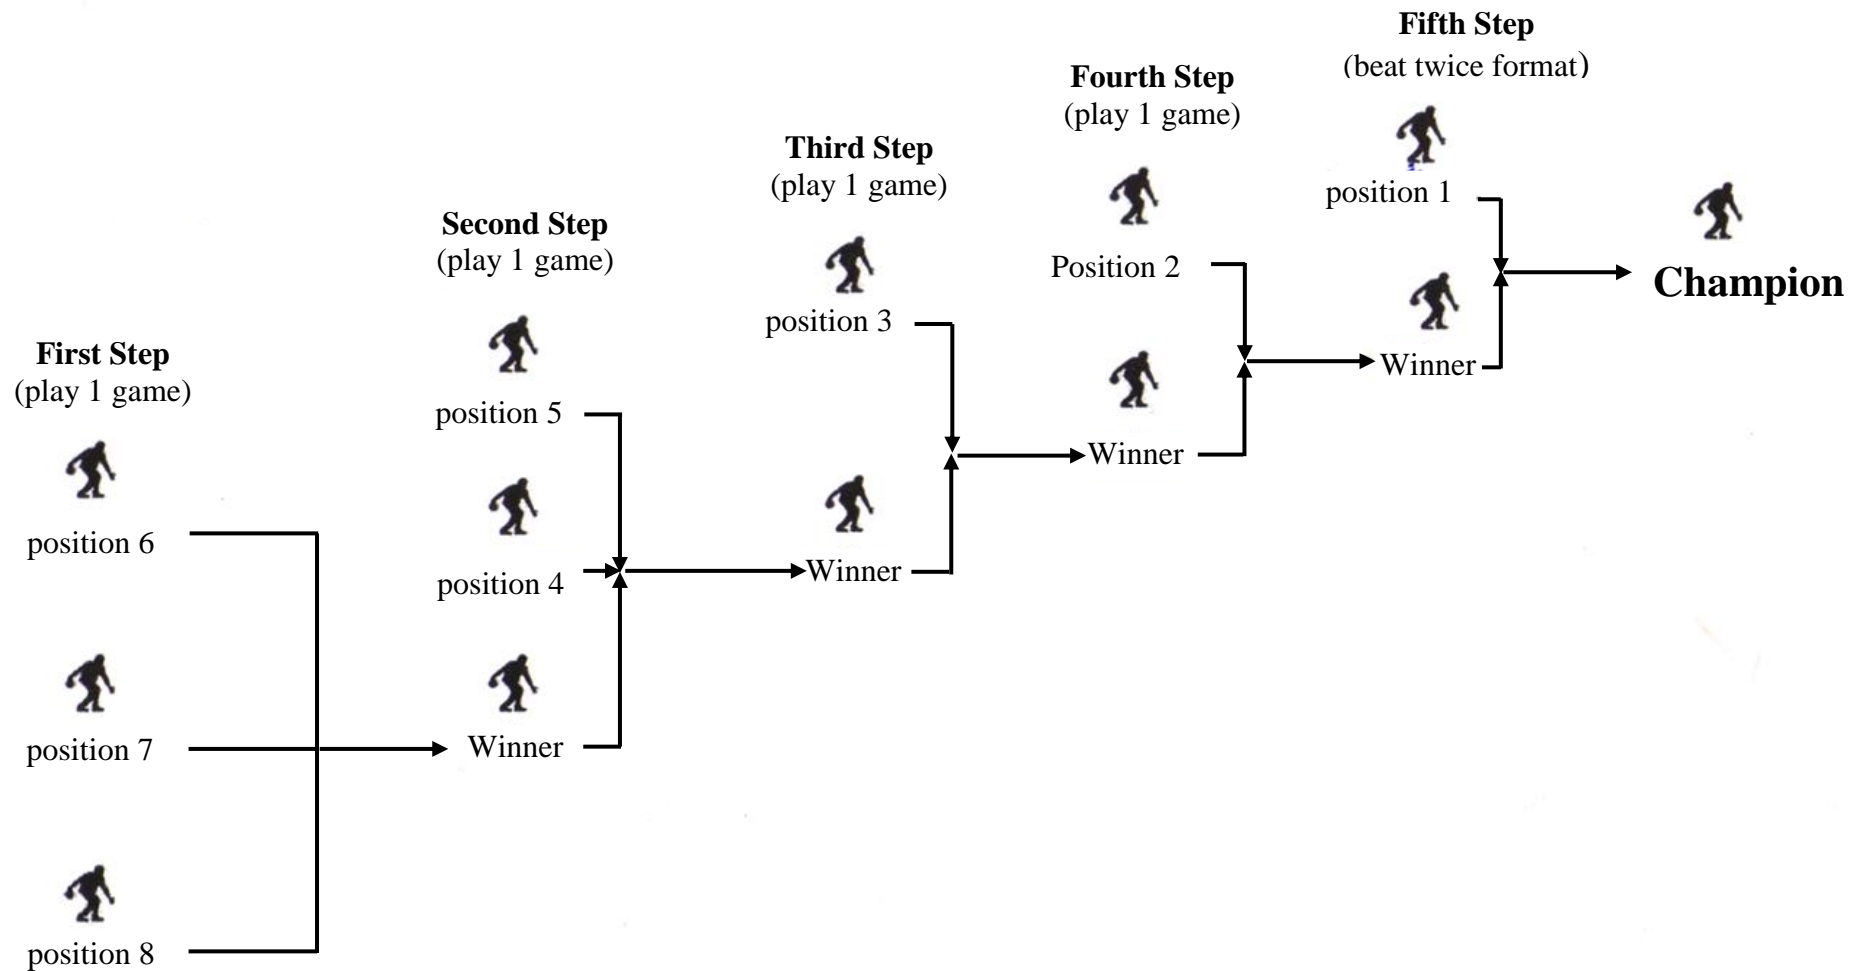 First Step
(play 1 game)
position 6
position 7
position 8
Second Step
(play 1 game)
position 5
position 4
Winner
Third Step
(play 1 game)
position 3
Winner
Fourth Step
(play 1 game)
Position 2
Winner
Fifth Step
(beat twice format)
position 1
Winner
Champion